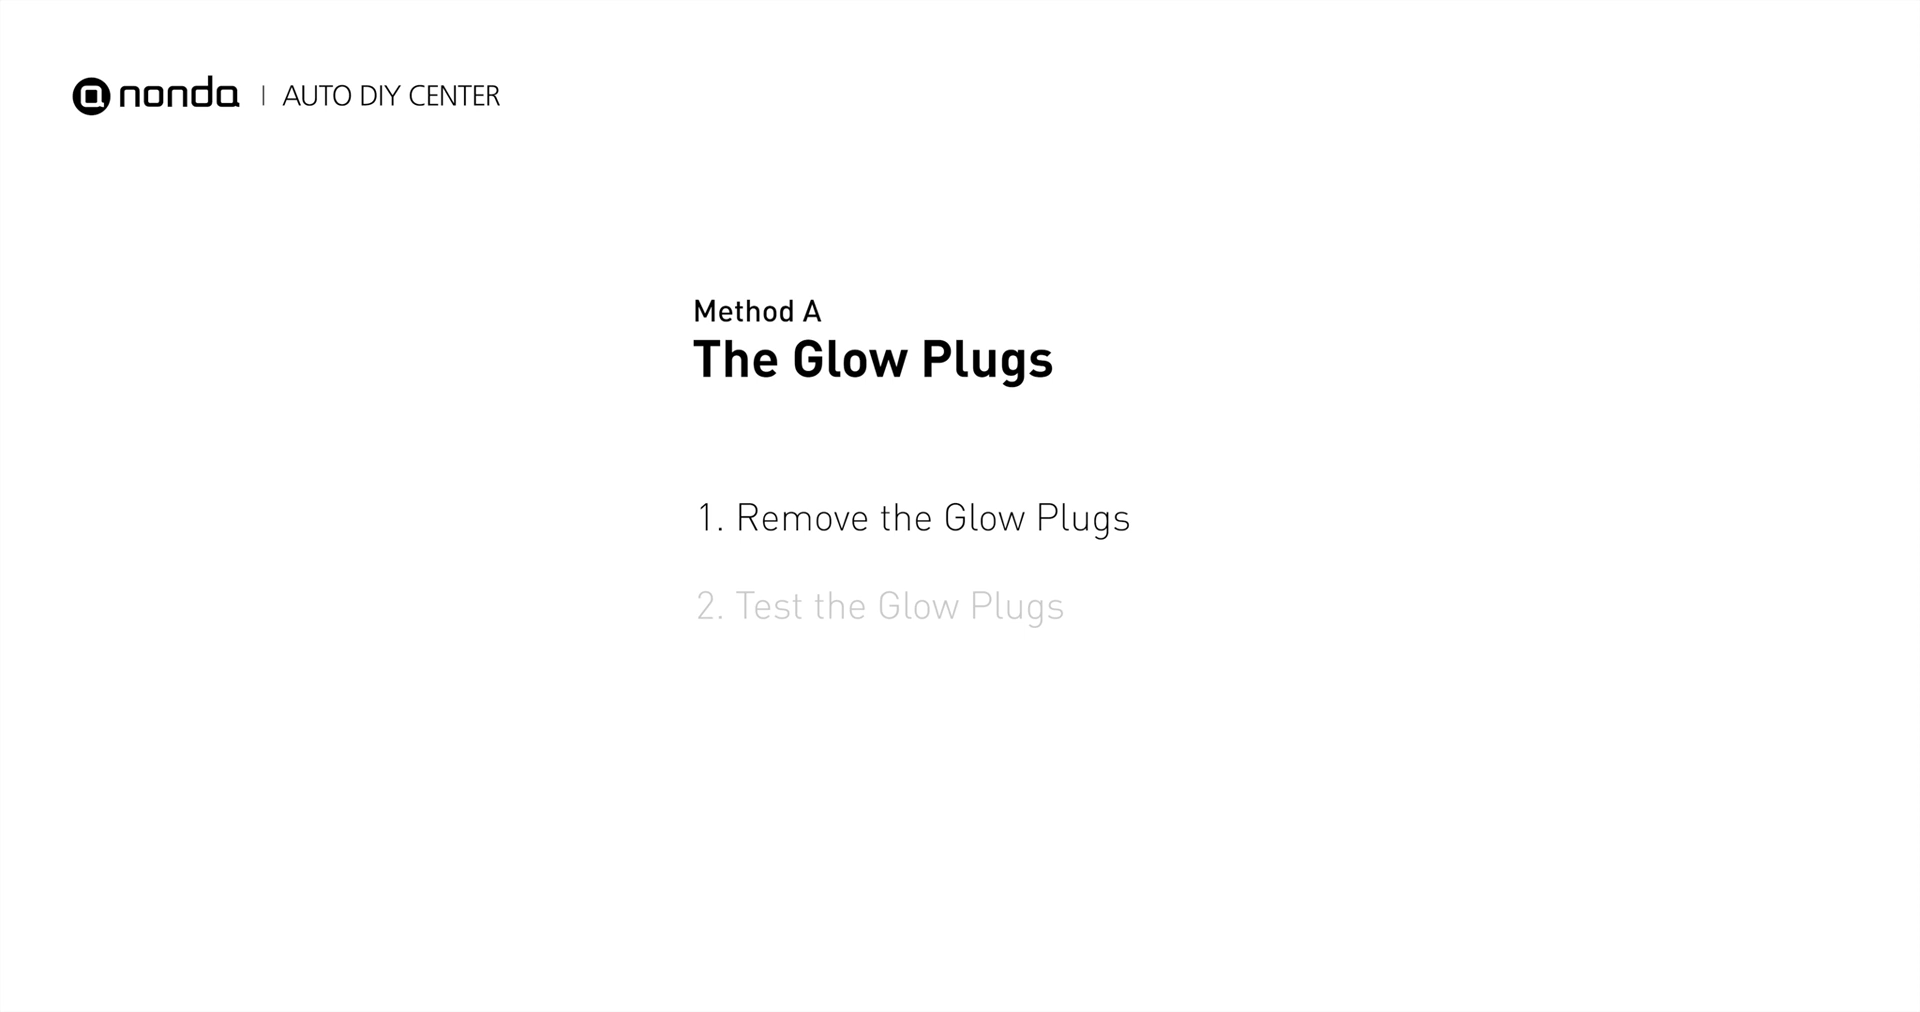 nonda | AUTO DIY CENTER
Method A
The Glow Plugs
1. Remove the Glow Plugs
2. Test the Glow Plugs